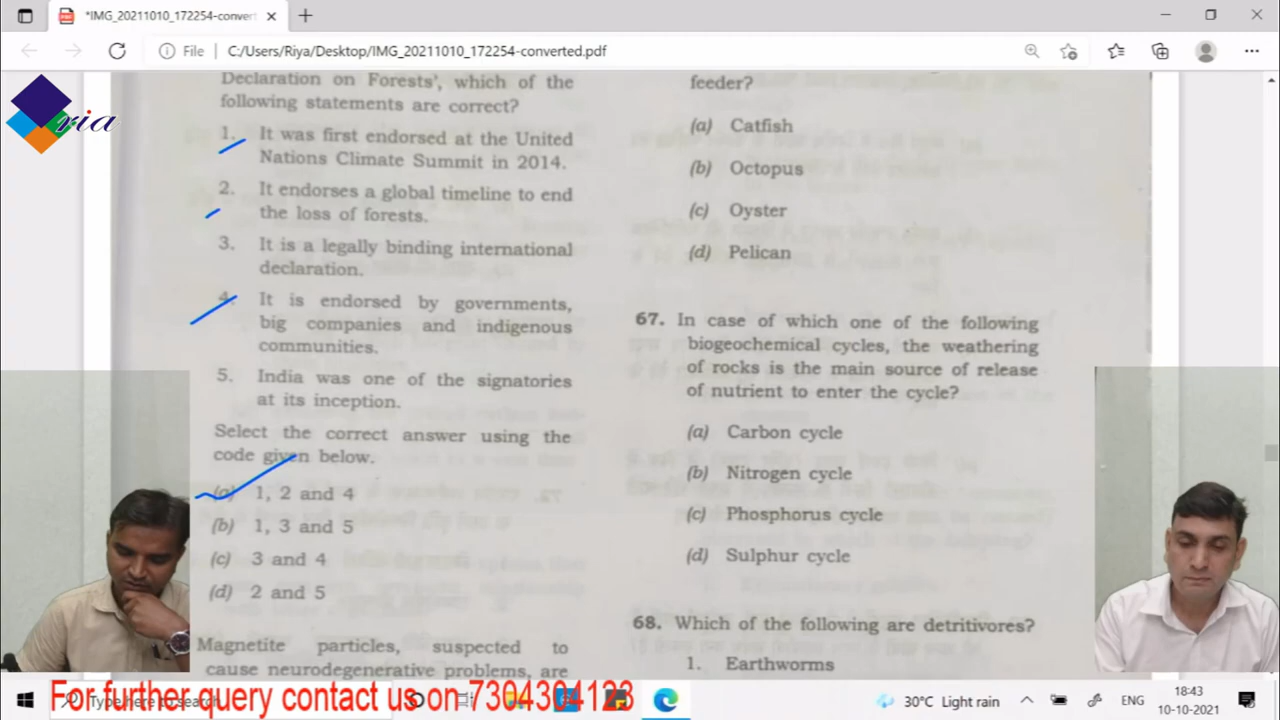 *IMG_20211010_172254-convert
File
C:/Users/Riya/Desktop/IMG_20211010_172254-converted.pdf
ria
Declaration on Forests', which of the
following statements are correct?
1. It was first endorsed at the United
Nations Climate Summit in 2014.
2. It endorses a global timeline to end
the loss of forests.
3. It is a legally binding international
declaration.
4. It is endorsed by governments,
big companies and indigenous
communities.
5. India was one of the signatories
at its inception.
Select the correct answer using the
code given below.
(a) 1, 2 and 4
(b) 1, 3 and 5
(c) 3 and 4
(d) 2 and 5
Magnetite particles, suspected to
cause neurodegenerative problems, are
feeder?
(a) Catfish
(b) Octopus
(c) Oyster
(d) Pelican
67. In case of which one of the following
biogeochemical cycles, the weathering
of rocks is the main source of release
of nutrient to enter the cycle?
(a) Carbon cycle
(b) Nitrogen cycle
(c) Phosphorus cycle
(d) Sulphur cycle
68. Which of the following are detritivores?
1. Earthworms
For further query contact us on 7304304123
30°C Light rain
ENG
18:43
10-10-2021